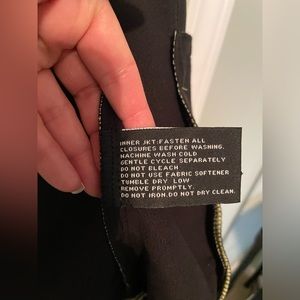 INNER JKT:FASTEN ALL
CLOSURES BEFORE WASHING.
MACHINE WASH COLD
GENTLE CYCLE SEPARATELY
DO NOT BLEACH
DO NOT USE FABRIC SOFTENER
TUMBLE DRY LOW
REMOVE PROMPTLY.
DO NOT IRON.DO NOT DRY CLEAN.